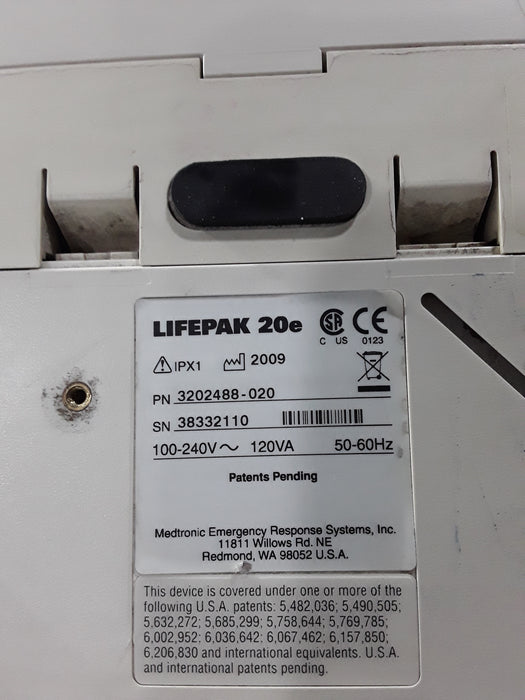 LIFEPAK 20e
C US 0123
IPX1 2009
PN 3202488-020
SN 38332110
100-240V~ 120VA 50-60Hz
Patents Pending
Medtronic Emergency Response Systems, Inc.
11811 Willows Rd. NE
Redmond, WA 98052 U.S.A.
This device is covered under one or more of the
following U.S.A. patents: 5,482,036; 5,490,505;
5,632,272; 5,685,299; 5,758,644; 5,769,785;
6,002,952; 6,036,642; 6,067,462; 6,157,850;
6,206,830 and international equivalents. U.S.A.
and international patents pending.